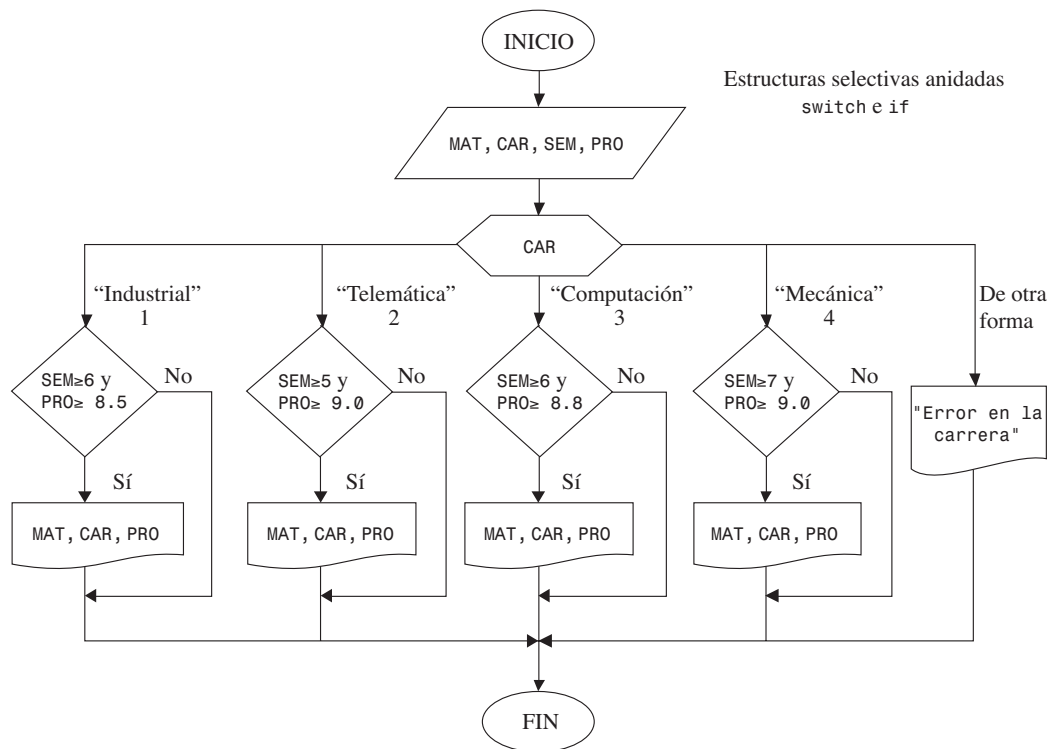 INICIO
Estructuras selectivas anidadas
switch e if
MAT, CAR, SEM, PRO
CAR
“Industrial”
1
“Telemática”
2
“Computación”
3
“Mecánica”
4
De otra
forma
SEM≥6 y
PRO≥ 8.5
No
Sí
MAT, CAR, PRO
SEM≥5 y
PRO≥ 9.0
No
Sí
MAT, CAR, PRO
SEM≥6 y
PRO≥ 8.8
No
Sí
MAT, CAR, PRO
SEM≥7 y
PRO≥ 9.0
No
Sí
MAT, CAR, PRO
"Error en la
carrera"
FIN